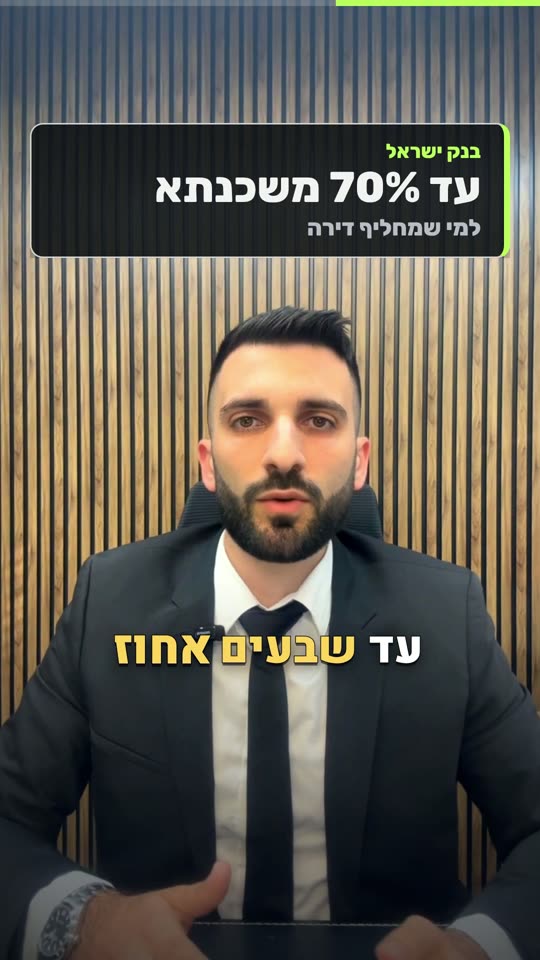 בנק ישראל
עד 70% משכנתא
למי שמחליף דירה
עד שבעים אחוז